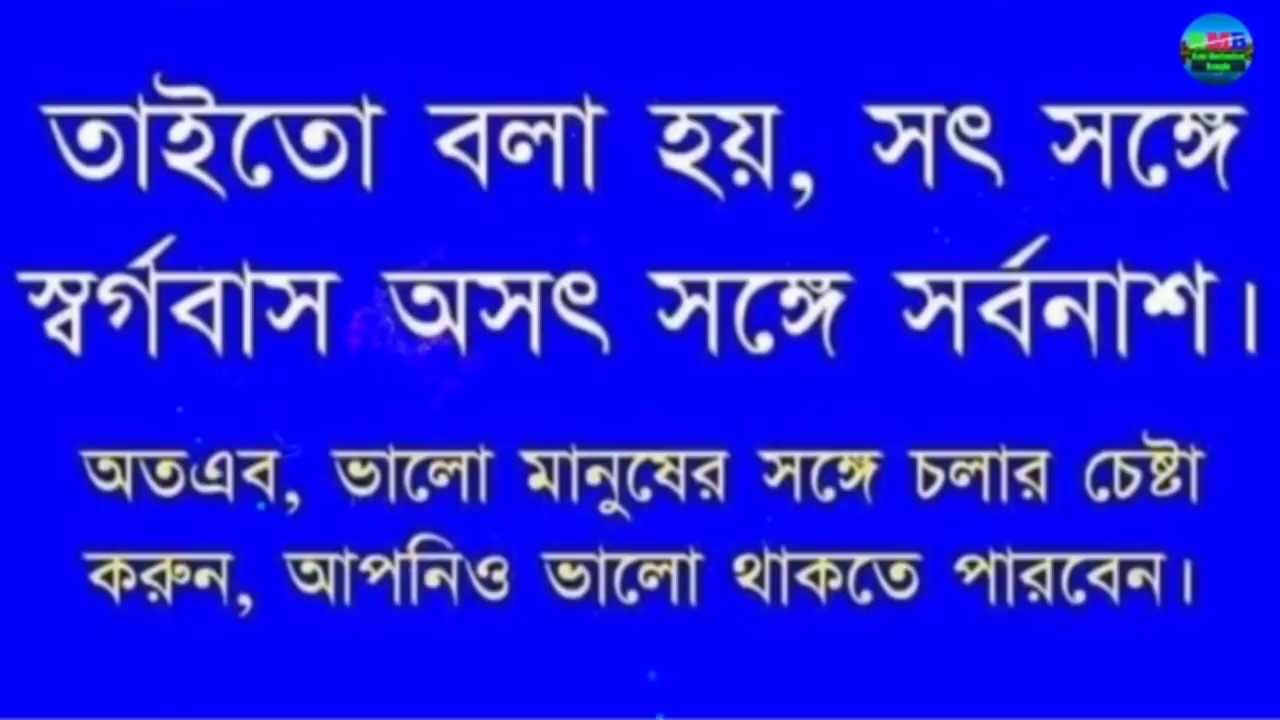 তাইতো বলা হয়, সৎ সঙ্গে
স্বর্গবাস অসৎ সঙ্গে সর্বনাশ।
অতএব, ভালো মানুষের সঙ্গে চলার চেষ্টা
করুন, আপনিও ভালো থাকতে পারবেন।